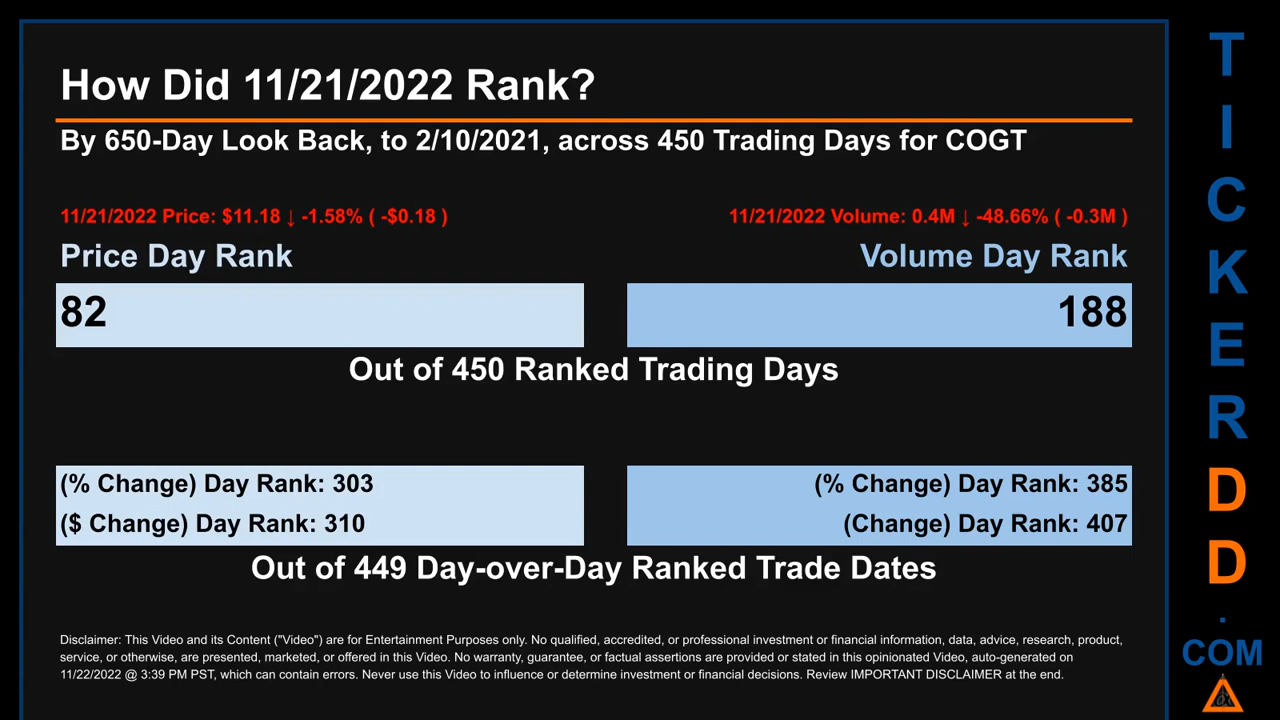 How Did 11/21/2022 Rank?
By 650-Day Look Back, to 2/10/2021, across 450 Trading Days for COGT
11/21/2022 Price: $11.18 ↓ -1.58% ( -$0.18 )
11/21/2022 Volume: 0.4M ↓ -48.66% ( -0.3M )
Price Day Rank
Volume Day Rank
82
188
Out of 450 Ranked Trading Days
(% Change) Day Rank: 303
($ Change) Day Rank: 310
(% Change) Day Rank: 385
(Change) Day Rank: 407
Out of 449 Day-over-Day Ranked Trade Dates
Disclaimer: This Video and its Content ("Video") are for Entertainment Purposes only. No qualified, accredited, or professional investment or financial information, data, advice, research, product,
service, or otherwise, are presented, marketed, or offered in this Video. No warranty, guarantee, or factual assertions are provided or stated in this opinionated Video, auto-generated on
11/22/2022 @ 3:39 PM PST, which can contain errors. Never use this Video to influence or determine investment or financial decisions. Review IMPORTANT DISCLAIMER at the end.
T
I
C
K
E
R
D
D
.
COM